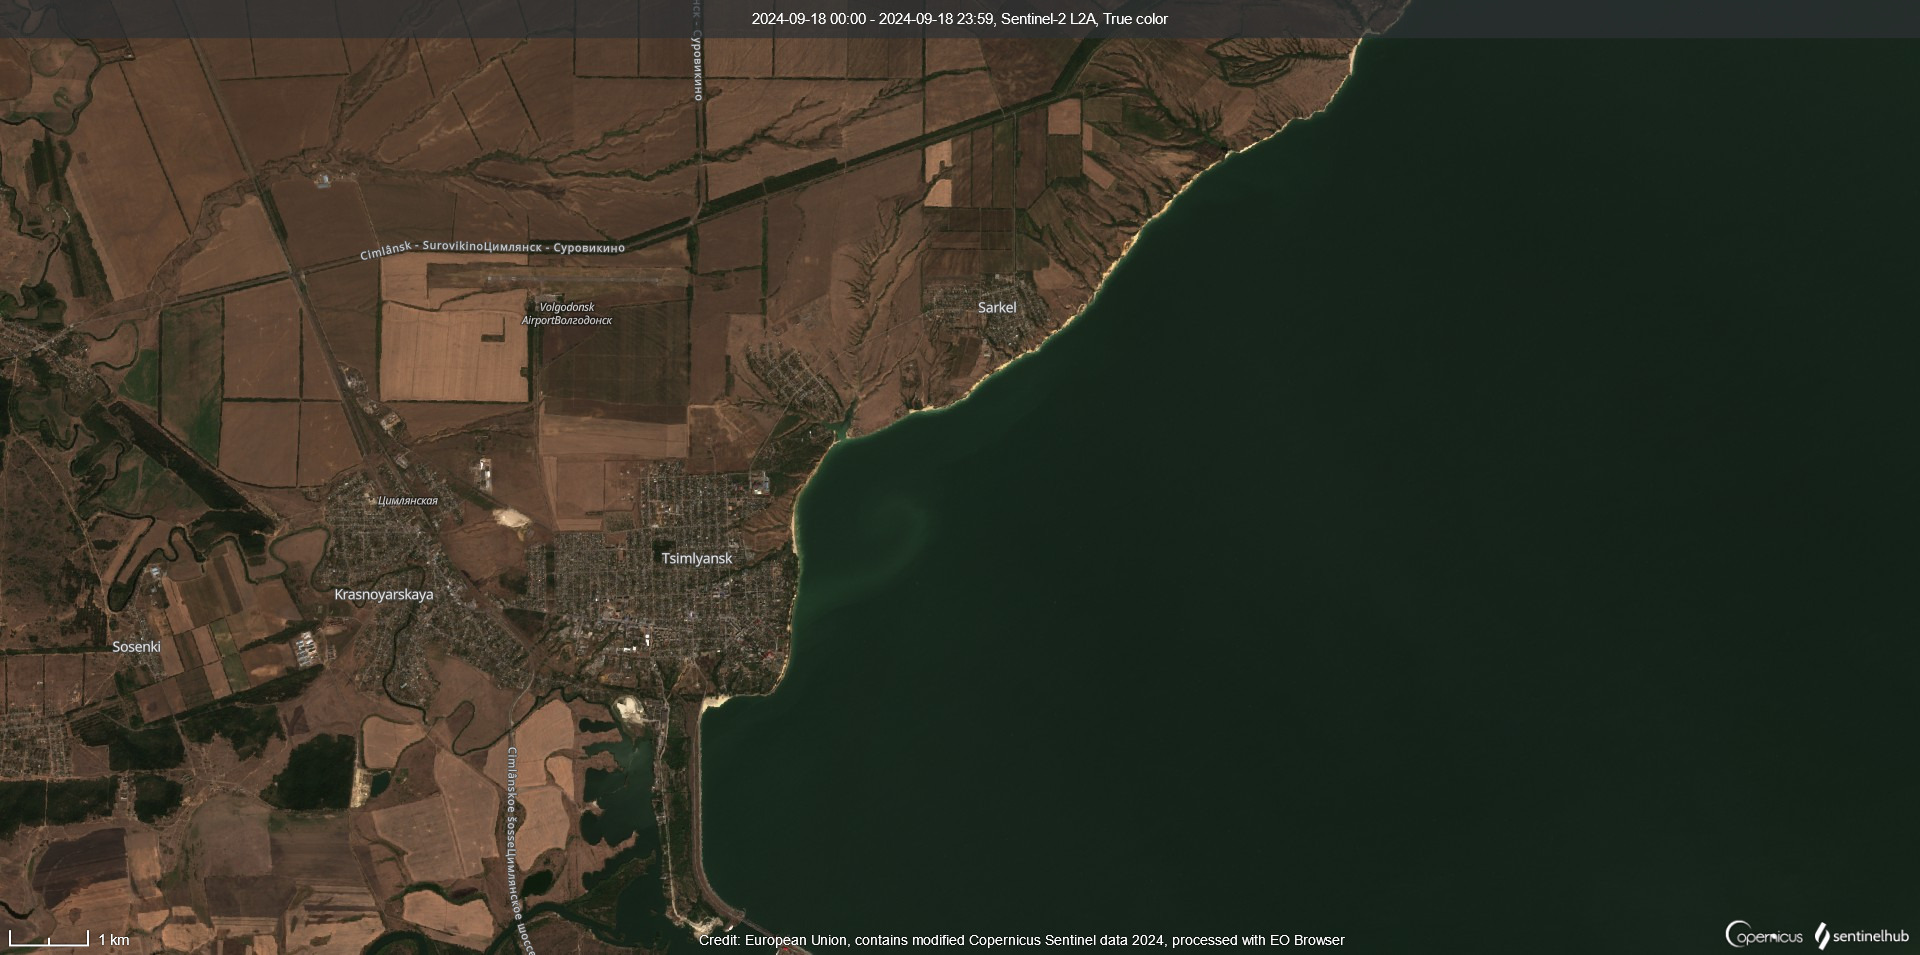 2024-09-18 00:00 - 2024-09-18 23:59, Sentinel-2 L2A, True color
нск - Суровикино
Cimlânsk - SurovikinoЦимлянск - Суровикино
Volgodonsk
AirportВолгодонск
Sarkel
Цимлянская
Tsimlyansk
Krasnoyarskaya
Sosenki
Cimlânskoe šosseЦимлянское шоссе
1 km
Credit: European Union, contains modified Copernicus Sentinel data 2024, processed with EO Browser
Copernicus
sentinelhub